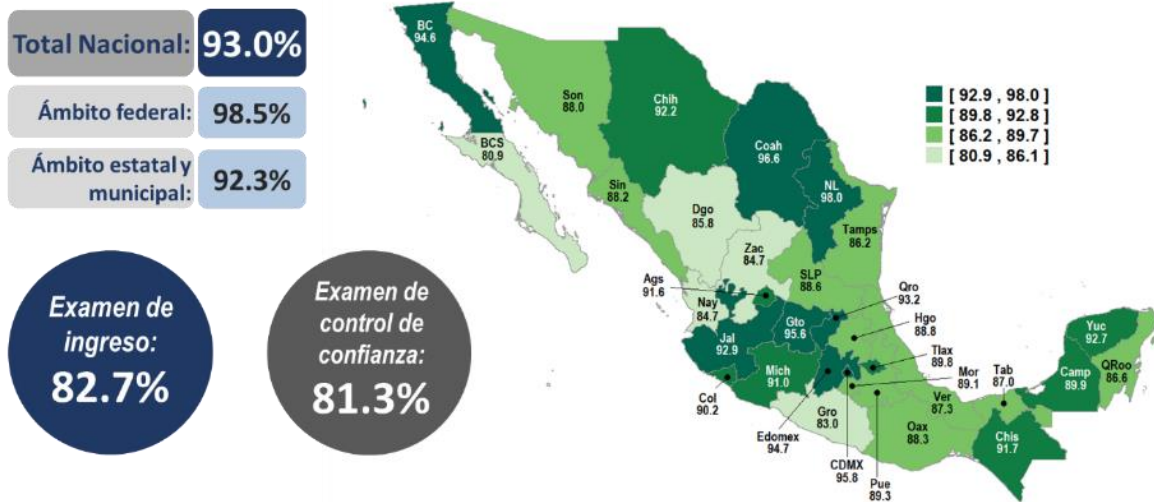 Total Nacional: 93.0%
Ámbito federal: 98.5%
Ámbito estatal y
municipal: 92.3%
Examen de
ingreso:
82.7%
Examen de
control de
confianza:
81.3%
[ 92.9 , 98.0 ]
[ 89.8 , 92.8 ]
[ 86.2 , 89.7 ]
[ 80.9 , 86.1 ]
BC
94.6
Son
88.0
Chih
92.2
BCS
80.9
Coah
96.6
NL
98.0
Sin
88.2
Dgo
85.8
Zac
84.7
Tamps
86.2
SLP
88.6
Ags
91.6
Nay
84.7
Qro
93.2
Hgo
88.8
Jal
92.9
Gto
95.6
Tlax
89.8
Mich
91.0
Mor
89.1
Tab
87.0
Yuc
92.7
Camp
89.9
QRoo
86.6
Col
90.2
Gro
83.0
Ver
87.3
Oax
88.3
Chis
91.7
Edomex
94.7
CDMX
95.8
Pue
89.3